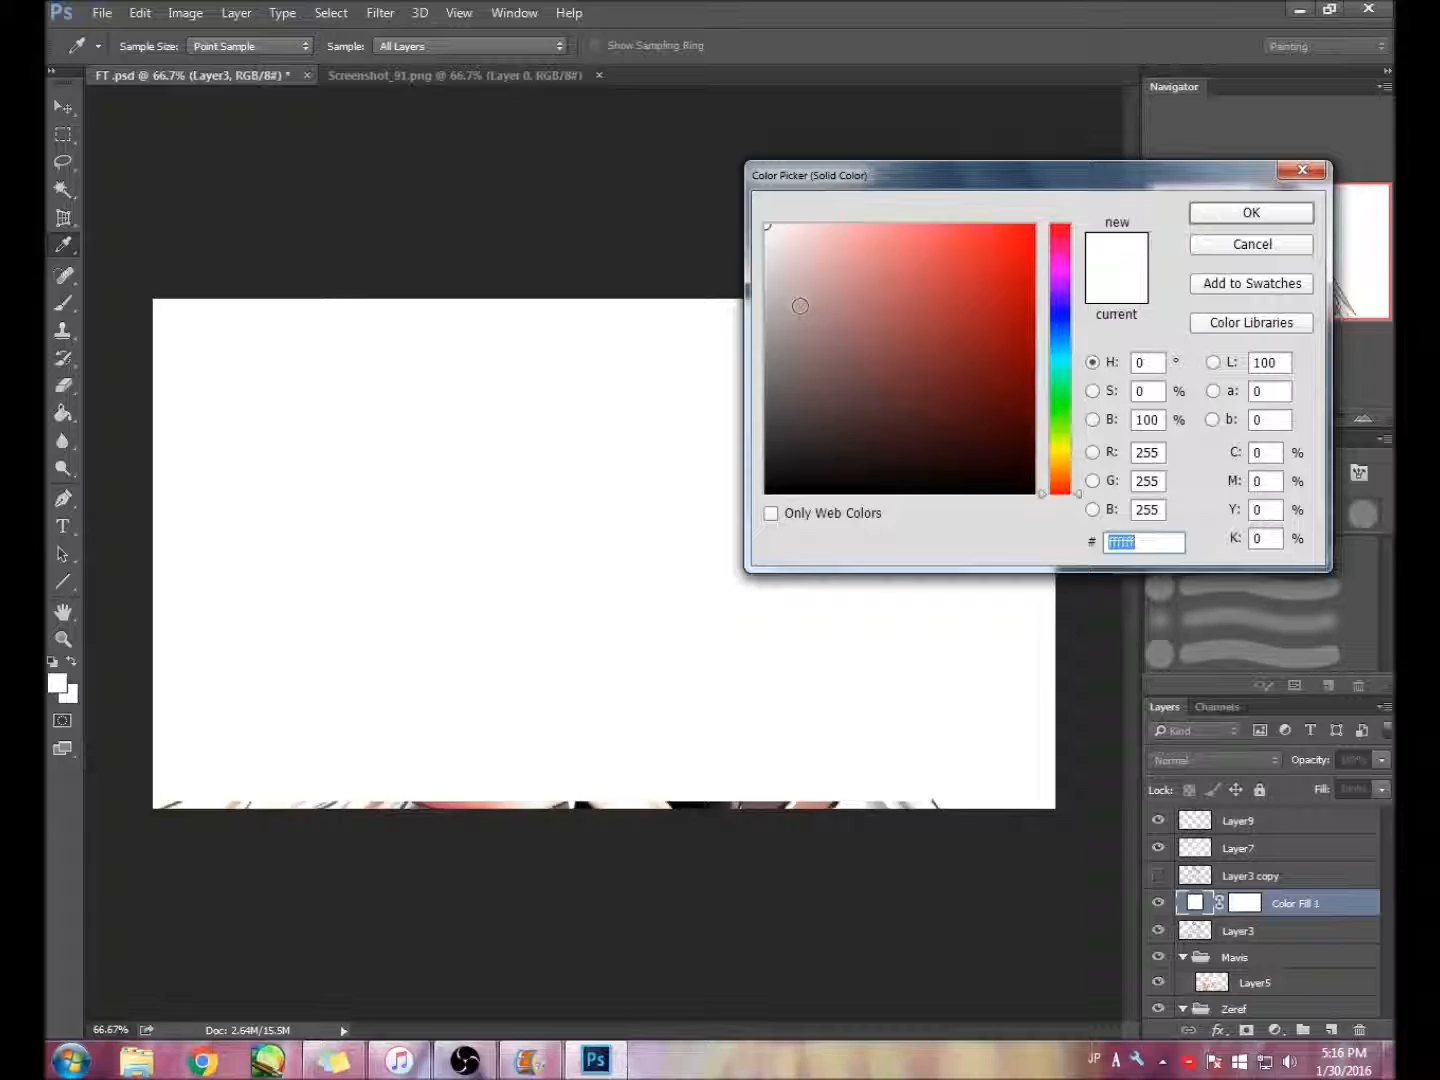 Ps File Edit Image Layer Type Select Filter 3D View Window Help
Sample Size: Point Sample Sample: All Layers Show Sampling Ring Painting
FT .psd @ 66.7% (Layer3, RGB/8#) * × Screenshot_91.png @ 66.7% (Layer 0, RGB/8#) ×
Navigator
Color Picker (Solid Color)
new
current
OK
Cancel
Add to Swatches
Color Libraries
H: 0 ° L: 100
S: 0 % a: 0
B: 100 % b: 0
R: 255 C: 0 %
G: 255 M: 0 %
B: 255 Y: 0 %
# ffffff K: 0 %
Only Web Colors
Layers Channels
Kind T
Normal Opacity:
Lock: Fill:
Layer9
Layer7
Layer3 copy
Color Fill 1
Layer3
Mavis
Layer5
Zeref
fx
T
66.67% Doc: 2.64M/15.5M
Ps
JP A
5:16 PM
1/30/2016